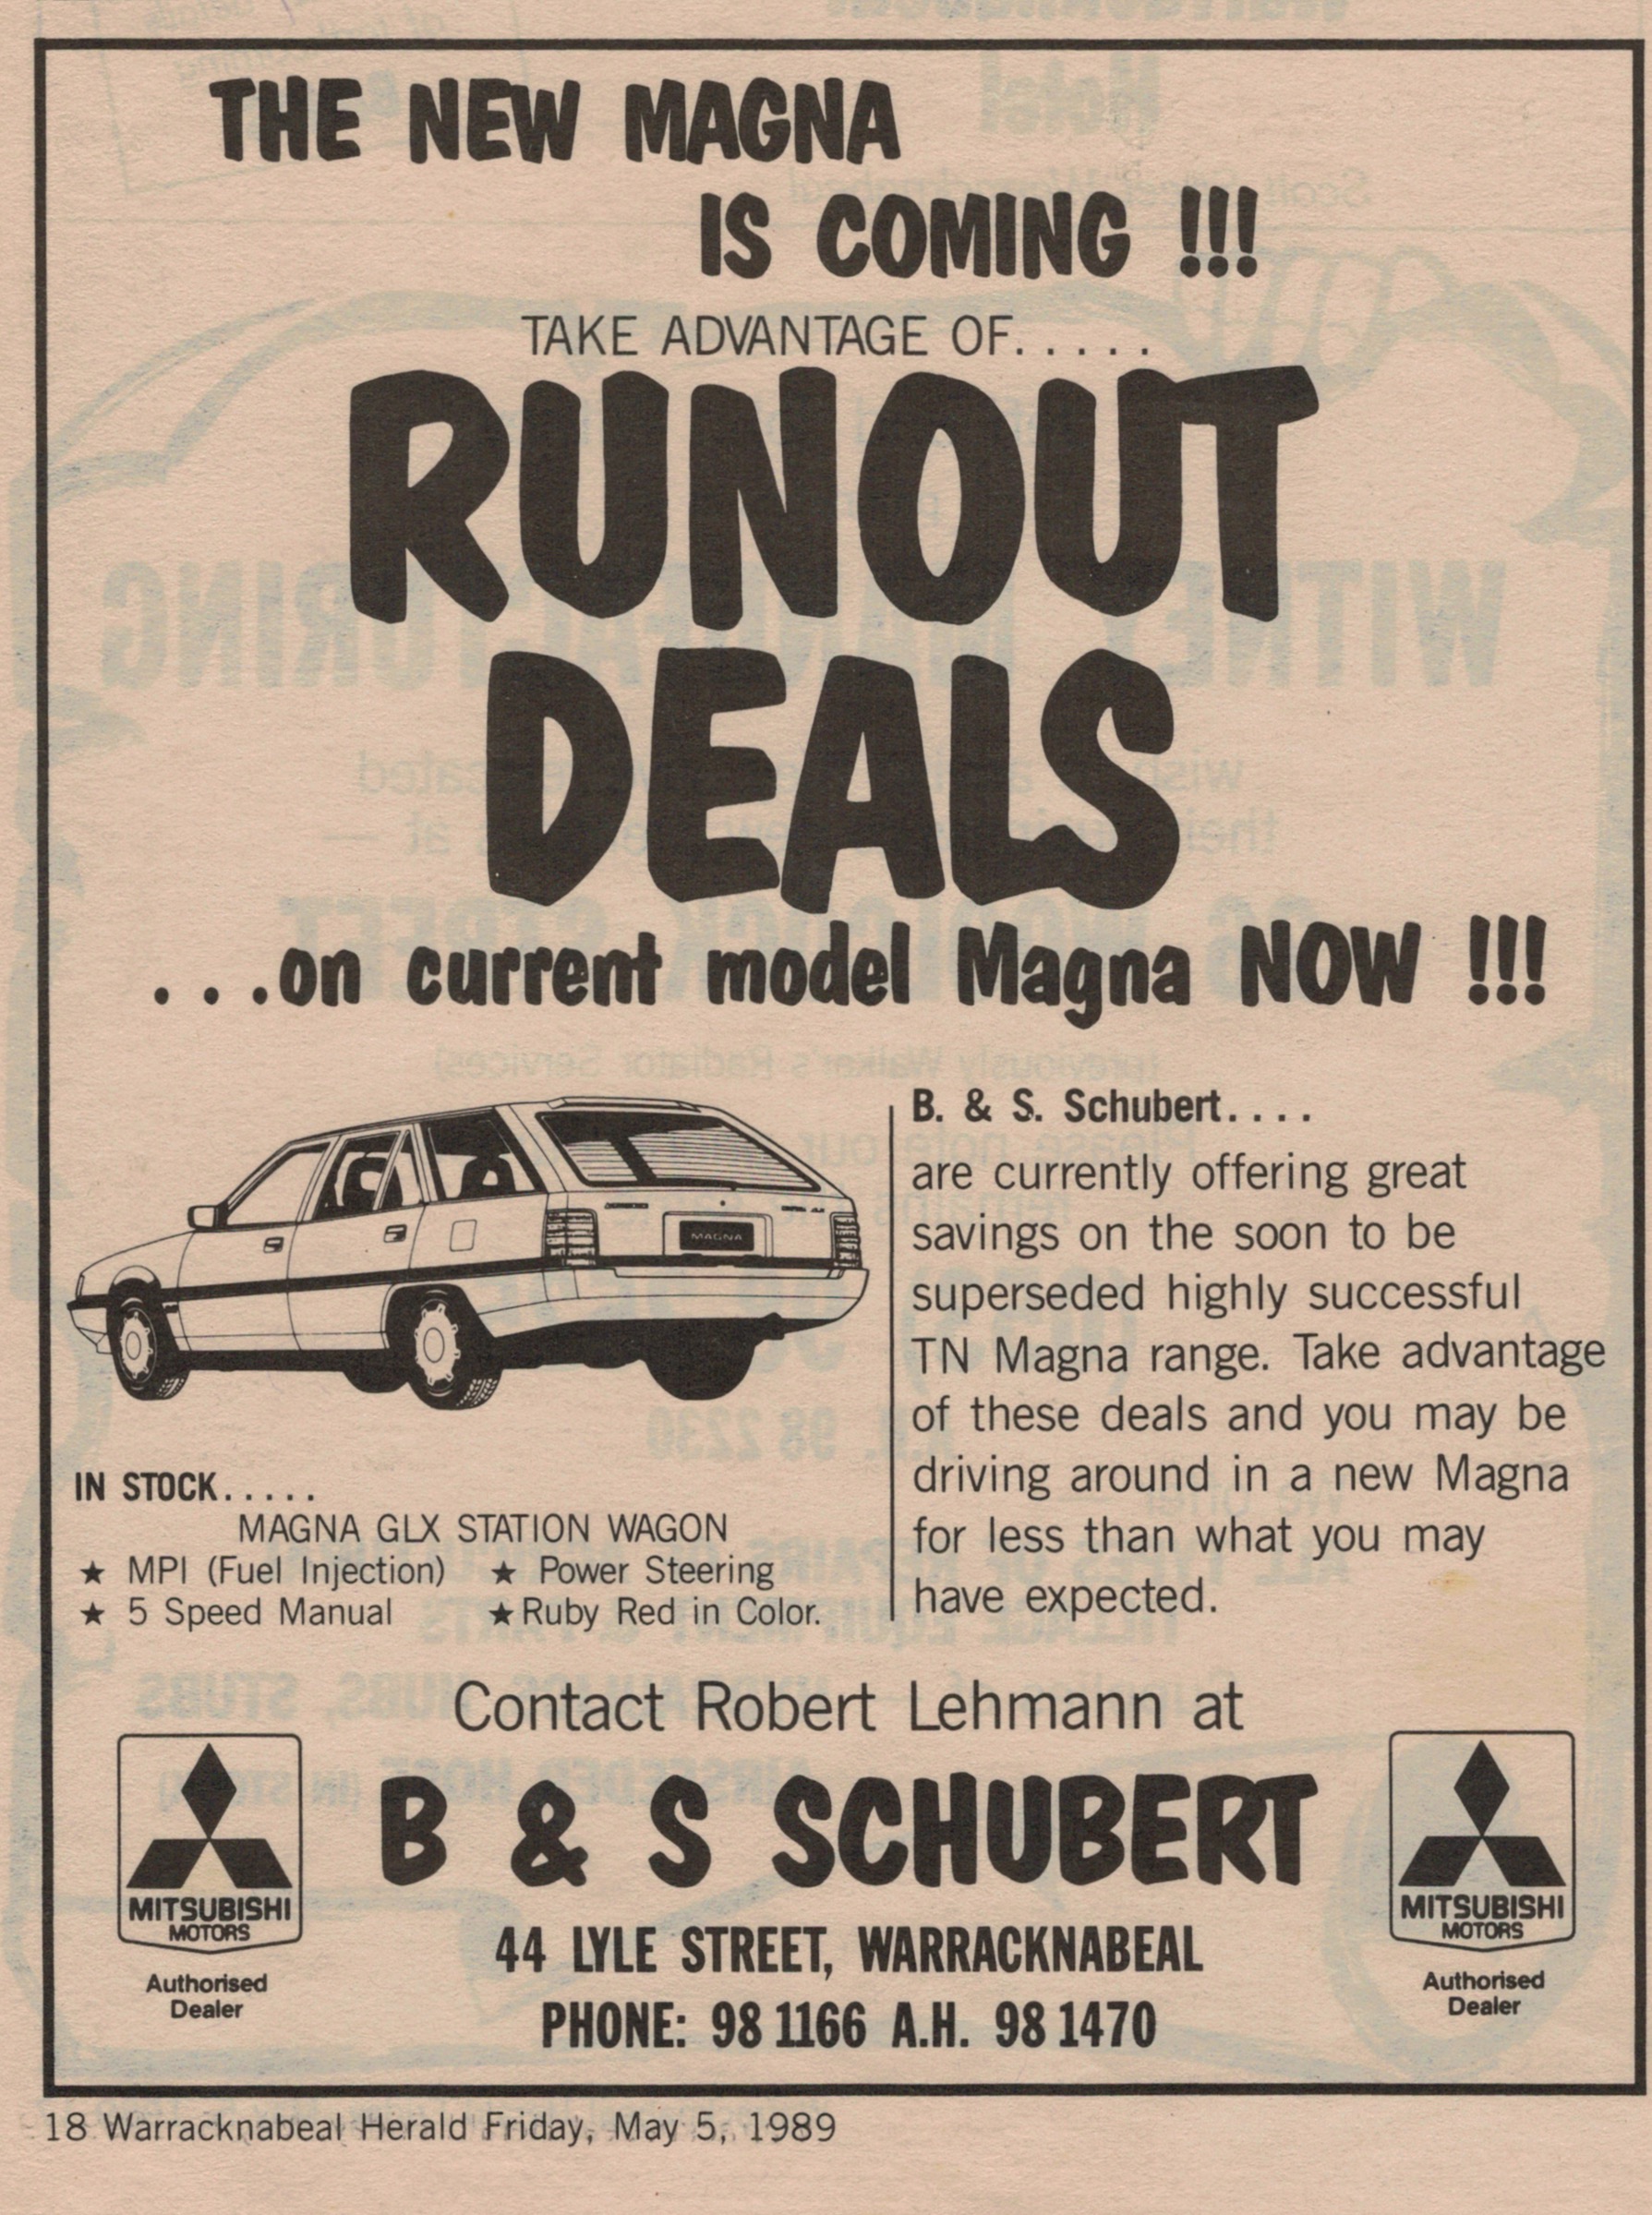 THE NEW MAGNA
IS COMING !!!
TAKE ADVANTAGE OF.....
RUNOUT
DEALS
...on current model Magna NOW !!!
MAGNA
B. & S. Schubert....
are currently offering great
savings on the soon to be
superseded highly successful
TN Magna range. Take advantage
of these deals and you may be
driving around in a new Magna
for less than what you may
have expected.
IN STOCK.....
MAGNA GLX STATION WAGON
★ MPI (Fuel Injection) ★ Power Steering
★ 5 Speed Manual ★ Ruby Red in Color.
Contact Robert Lehmann at
B & S SCHUBERT
44 LYLE STREET, WARRACKNABEAL
PHONE: 98 1166 A.H. 98 1470
MITSUBISHI
MOTORS
Authorised
Dealer
MITSUBISHI
MOTORS
Authorised
Dealer
18 Warracknabeal Herald Friday, May 5, 1989